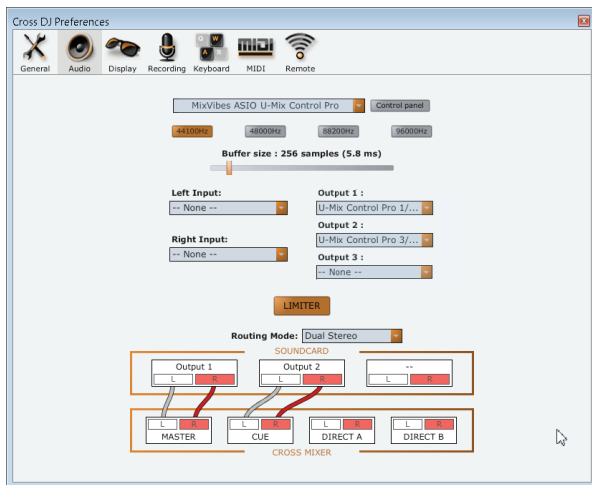 Cross DJ Preferences
General Audio Display Recording Keyboard MIDI Remote
MixVibes ASIO U-Mix Control Pro Control panel
44100Hz 48000Hz 88200Hz 96000Hz
Buffer size : 256 samples (5.8 ms)
Left Input: Output 1 :
-- None -- U-Mix Control Pro 1/...
Output 2 :
Right Input: U-Mix Control Pro 3/...
-- None -- Output 3 :
-- None --
LIMITER
Routing Mode: Dual Stereo
SOUNDCARD
Output 1 Output 2 --
L R L R L R
L R L R L R L R
MASTER CUE DIRECT A DIRECT B
CROSS MIXER